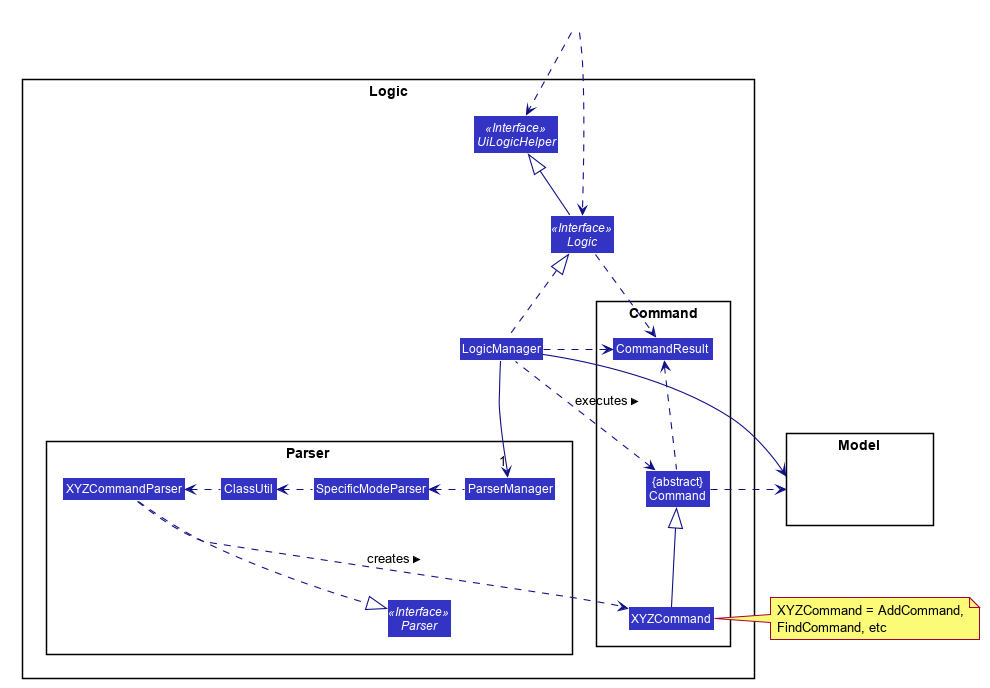 Logic
«Interface»
UiLogicHelper
«Interface»
Logic
Command
LogicManager
CommandResult
executes ►
Parser
1
Model
XYZCommandParser
ClassUtil
SpecificModeParser
ParserManager
{abstract}
Command
creates ►
«Interface»
Parser
XYZCommand
XYZCommand = AddCommand,
FindCommand, etc